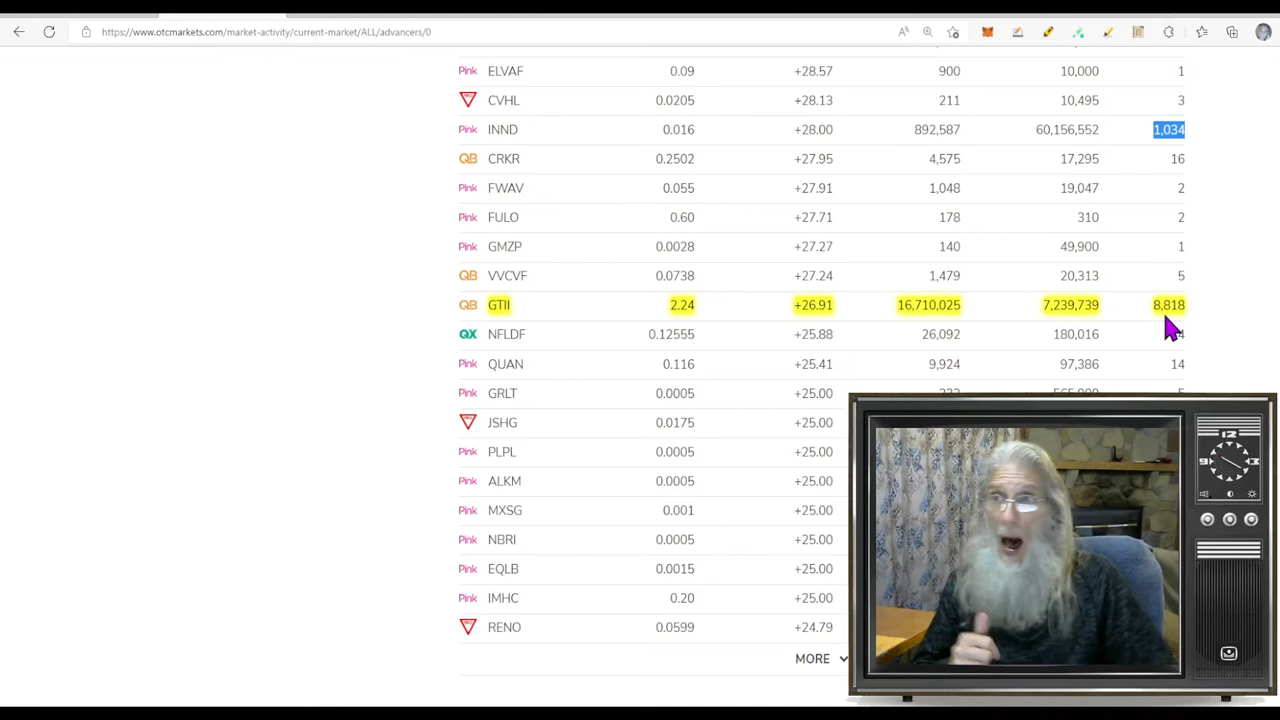 https://www.otcmarkets.com/market-activity/current-market/ALL/advancers/0
Pink ELVAF 0.09 +28.57 900 10,000 1
CVHL 0.0205 +28.13 211 10,495 3
Pink INND 0.016 +28.00 892,587 60,156,552 1,034
QB CRKR 0.2502 +27.95 4,575 17,295 16
Pink FWAV 0.055 +27.91 1,048 19,047 2
Pink FULO 0.60 +27.71 178 310 2
Pink GMZP 0.0028 +27.27 140 49,900 1
QB VVCVF 0.0738 +27.24 1,479 20,313 5
QB GTII 2.24 +26.91 16,710,025 7,239,739 8,818
QX NFLDF 0.12555 +25.88 26,092 180,016 4
Pink QUAN 0.116 +25.41 9,924 97,386 14
Pink GRLT 0.0005 +25.00
JSHG 0.0175 +25.00
Pink PLPL 0.0005 +25.00
Pink ALKM 0.0005 +25.00
Pink MXSG 0.001 +25.00
Pink NBRI 0.0005 +25.00
Pink EQLB 0.0015 +25.00
Pink IMHC 0.20 +25.00
RENO 0.0599 +24.79
MORE
12
9 3